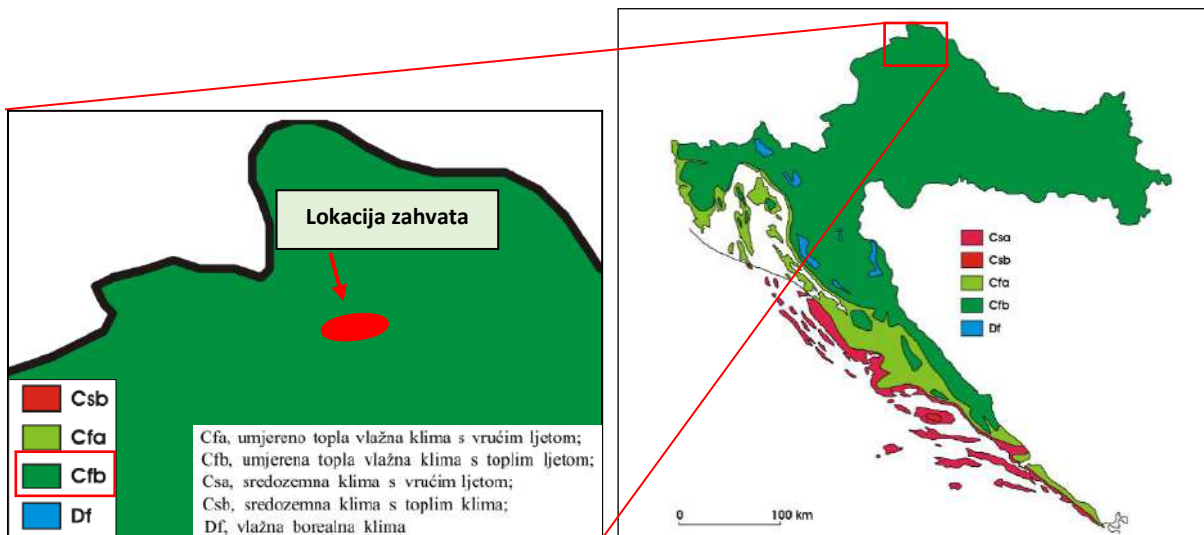 Lokacija zahvata
Csb
Cfa
Cfb
Df
Cfa, umjereno topla vlažna klima s vrućim ljetom;
Cfb, umjerena topla vlažna klima s toplim ljetom;
Csa, sredozemna klima s vrućim ljetom;
Csb, sredozemna klima s toplim klima;
Df, vlažna borealna klima
Csa
Csb
Cfa
Cfb
Df
0
100 km